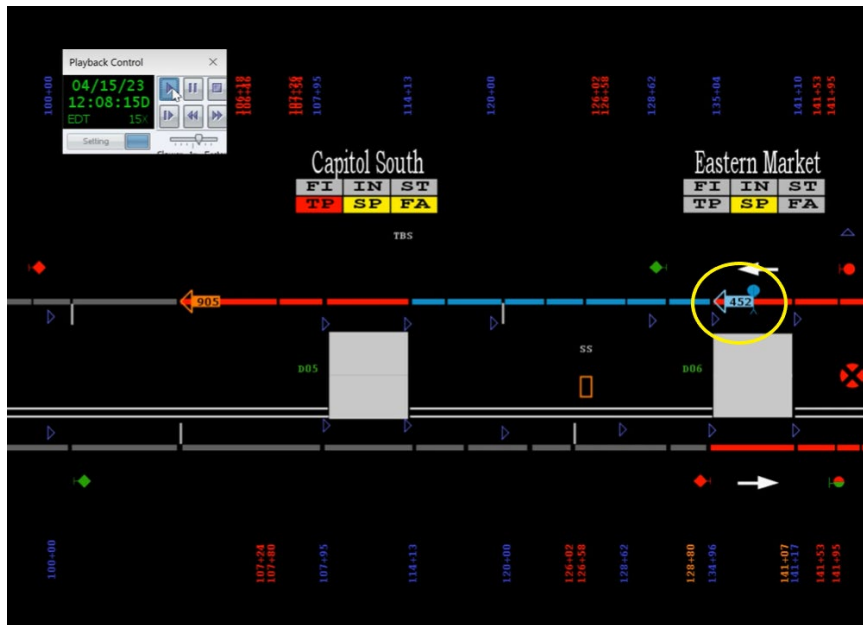 Playback Control
04/15/23
12:08:15D
EDT 15X
Setting
100+00
107+95
114+13
120+00
126+02
126+58
128+62
135+04
141+10
141+53
141+95
Capitol South
FI IN ST
TP SP FA
Eastern Market
FI IN ST
TP SP FA
TBS
905
452
SS
D05
D06
100+00
107+24
107+80
107+95
114+13
120+00
126+02
126+58
128+62
128+80
134+96
141+07
141+17
141+53
141+95